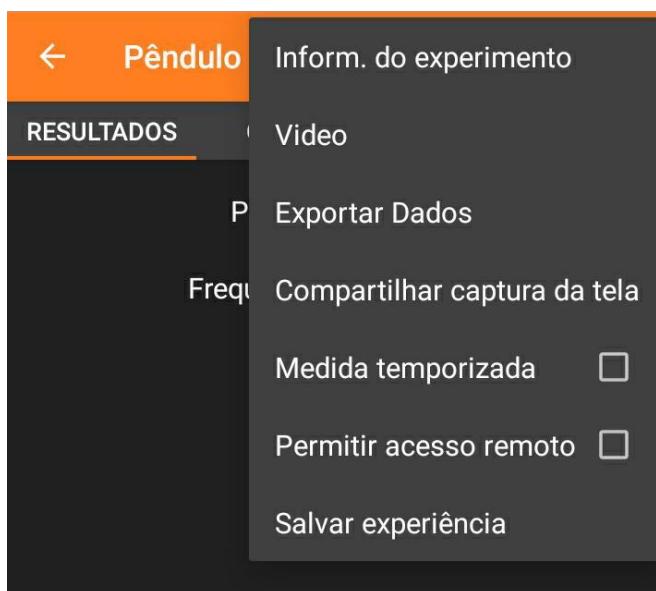 Pêndulo
Inform. do experimento
RESULTADOS
Video
Exportar Dados
Compartilhar captura da tela
Medida temporizada
Permitir acesso remoto
Salvar experiência